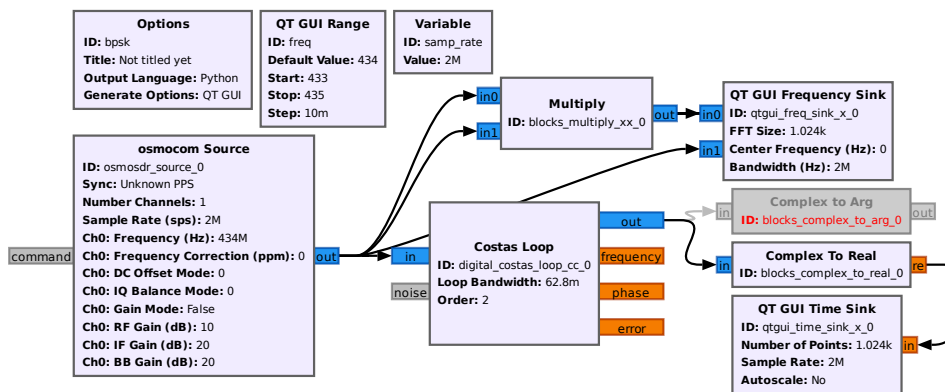 Options
ID: bpsk
Title: Not titled yet
Output Language: Python
Generate Options: QT GUI
QT GUI Range
ID: freq
Default Value: 434
Start: 433
Stop: 435
Step: 10m
Variable
ID: samp_rate
Value: 2M
in0
in1
Multiply
ID: blocks_multiply_xx_0
out
in0
in1
QT GUI Frequency Sink
ID: qtgui_freq_sink_x_0
FFT Size: 1.024k
Center Frequency (Hz): 0
Bandwidth (Hz): 2M
command
osmocom Source
ID: osmosdr_source_0
Sync: Unknown PPS
Number Channels: 1
Sample Rate (sps): 2M
Ch0: Frequency (Hz): 434M
Ch0: Frequency Correction (ppm): 0
Ch0: DC Offset Mode: 0
Ch0: IQ Balance Mode: 0
Ch0: Gain Mode: False
Ch0: RF Gain (dB): 10
Ch0: IF Gain (dB): 20
Ch0: BB Gain (dB): 20
out
in
noise
Costas Loop
ID: digital_costas_loop_cc_0
Loop Bandwidth: 62.8m
Order: 2
out
frequency
phase
error
in
Complex to Arg
ID: blocks_complex_to_arg_0
out
in
Complex To Real
ID: blocks_complex_to_real_0
re
QT GUI Time Sink
ID: qtgui_time_sink_x_0
Number of Points: 1.024k
Sample Rate: 2M
Autoscale: No
in